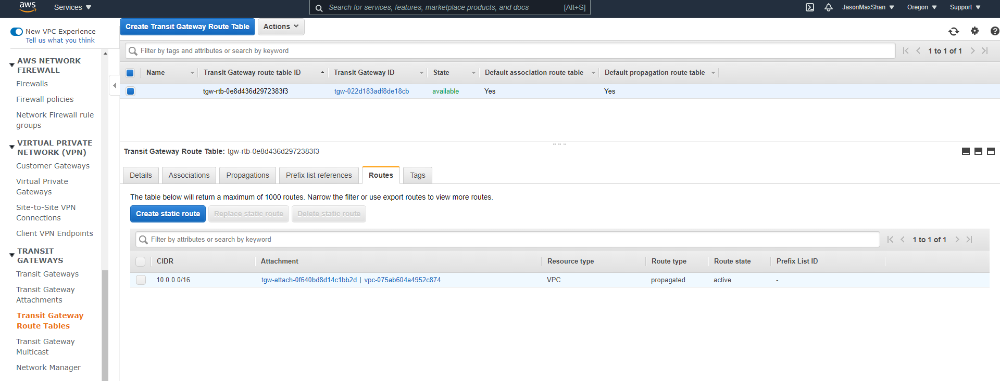 aws
Services
Search for services, features, marketplace products, and docs [Alt+S]
JasonMaxShan
Oregon
Support
New VPC Experience
Tell us what you think
AWS NETWORK
FIREWALL
Firewalls
Firewall policies
Network Firewall rule
groups
VIRTUAL PRIVATE
NETWORK (VPN)
Customer Gateways
Virtual Private
Gateways
Site-to-Site VPN
Connections
Client VPN Endpoints
TRANSIT
GATEWAYS
Transit Gateways
Transit Gateway
Attachments
Transit Gateway
Route Tables
Transit Gateway
Multicast
Network Manager
Create Transit Gateway Route Table Actions
Filter by tags and attributes or search by keyword 1 to 1 of 1
Name Transit Gateway route table ID Transit Gateway ID State Default association route table Default propagation route table
tgw-rtb-0e8d436d2972383f3 tgw-022d183adf8de18cb available Yes Yes
Transit Gateway Route Table: tgw-rtb-0e8d436d2972383f3
Details Associations Propagations Prefix list references Routes Tags
The table below will return a maximum of 1000 routes. Narrow the filter or use export routes to view more routes.
Create static route Replace static route Delete static route
Filter by attributes or search by keyword 1 to 1 of 1
CIDR Attachment Resource type Route type Route state Prefix List ID
10.0.0.0/16 tgw-attach-0f640bd8d14c1bb2d | vpc-075ab604a4952c874 VPC propagated active -